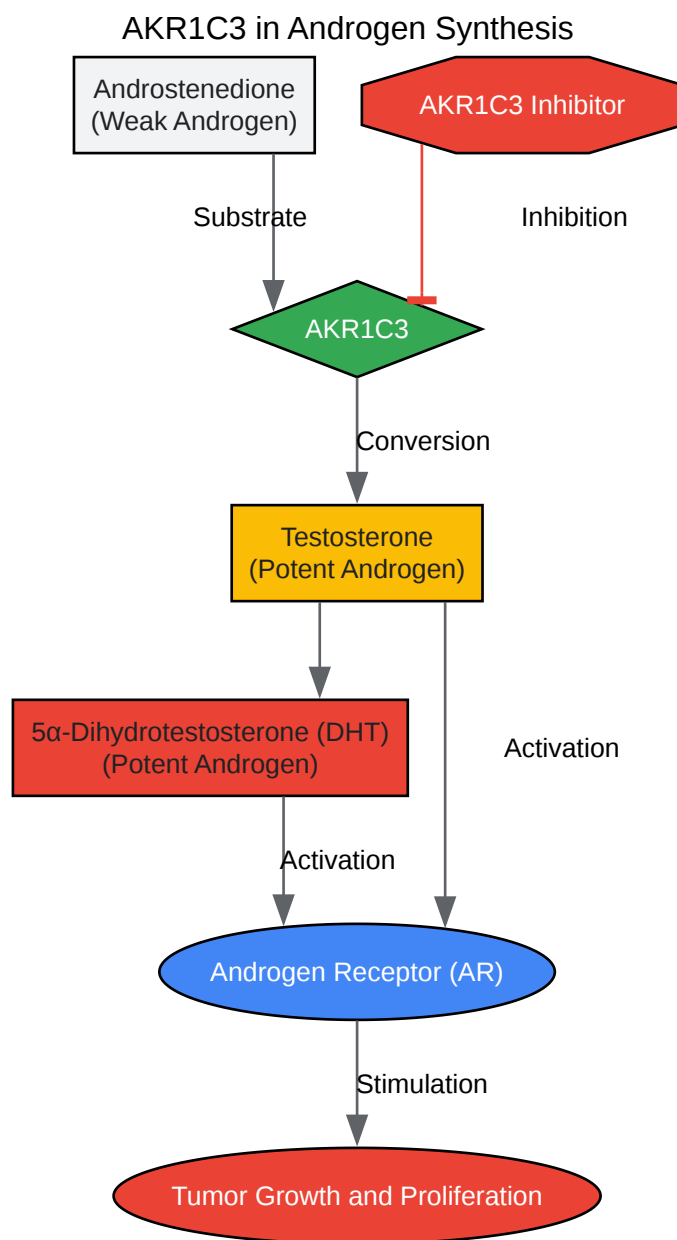 AKR1C3 in Androgen Synthesis
Androstenedione
(Weak Androgen)
AKR1C3 Inhibitor
Substrate
Inhibition
AKR1C3
Conversion
Testosterone
(Potent Androgen)
5α-Dihydrotestosterone (DHT)
(Potent Androgen)
Activation
Activation
Androgen Receptor (AR)
Stimulation
Tumor Growth and Proliferation